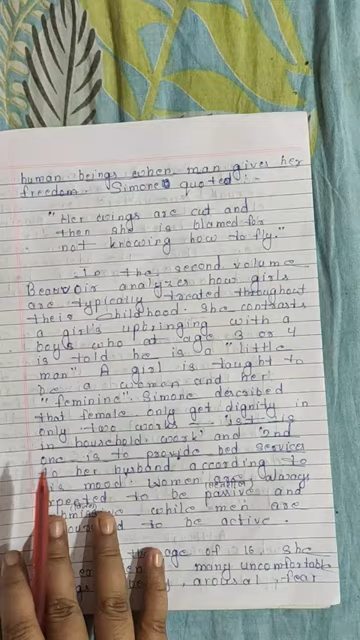 human beings when man gives her
freedom. Simone quoted :-
"Her wings are cut and
then she is blamed for
not knowing how to fly."
In the second volume
Beauvoir analyzes how girls
are typically treated throughout
their childhood. She contrasts
a girl's upbringing with a
boys who at age 3 or 4
is told he is a "little
man". A girl is taught to
be a women and her
"feminine". Simone described
that female only get dignity in
only two works - 1st is
in household work and 2nd
one is to provide bed services
to her husband according to
his mood. Women are always
to be passive and
while men are
to be active.
age of 15, she
many uncomfortable
, arousal, fear